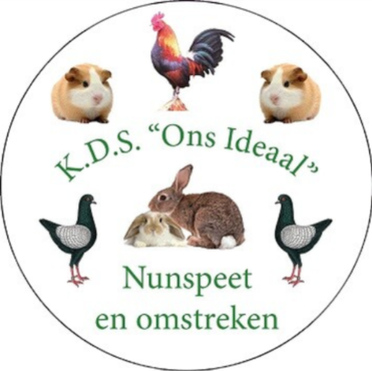 K.D.S. “Ons Ideaal”
Nunspeet
en omstreken